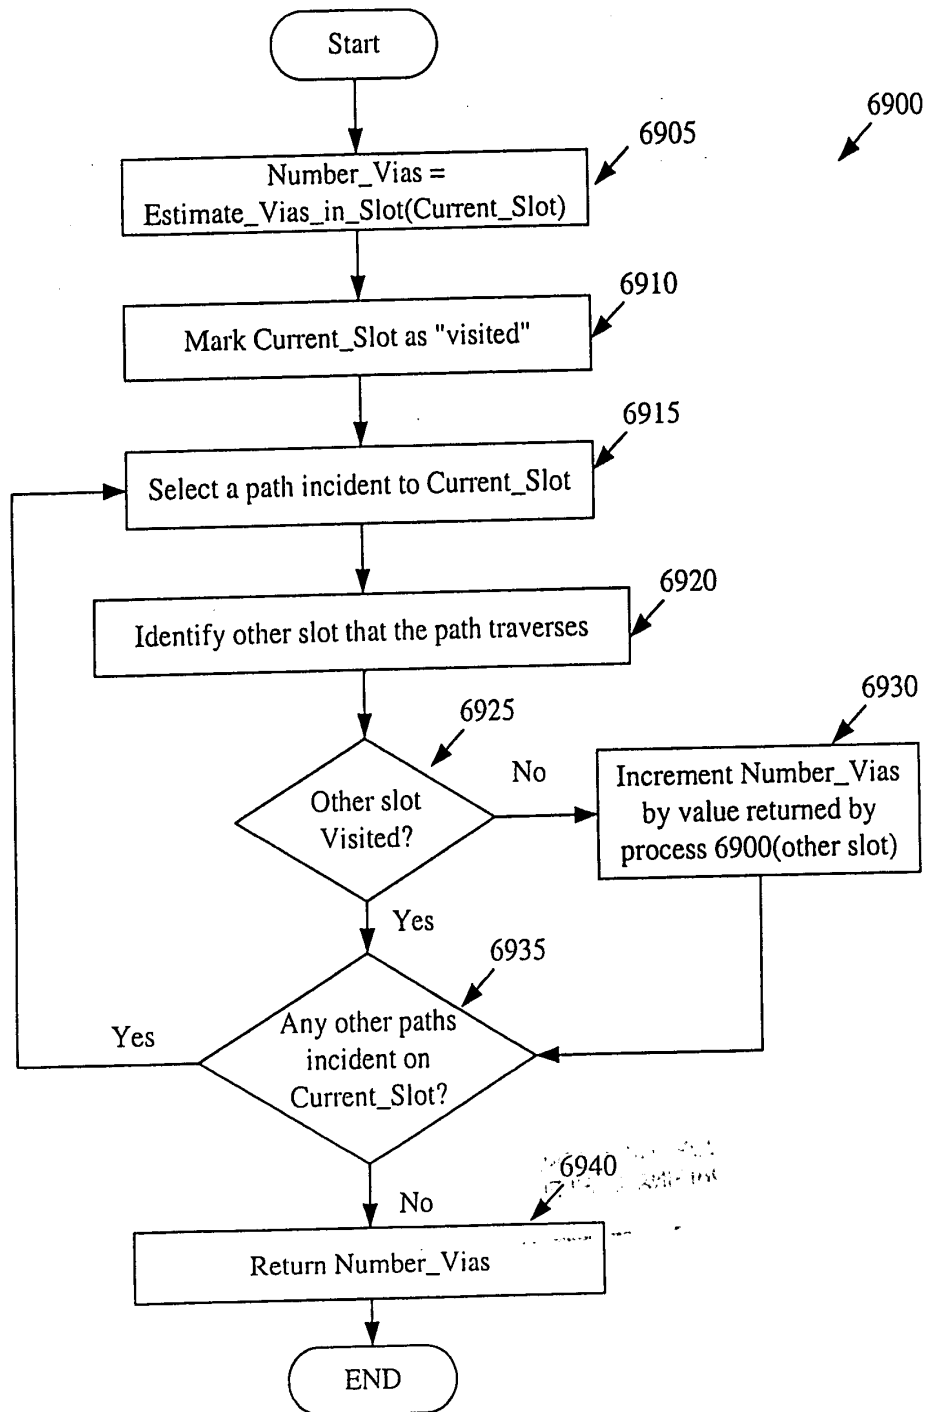 Start
6900
6905
Number_Vias =
Estimate_Vias_in_Slot(Current_Slot)
6910
Mark Current_Slot as "visited"
6915
Select a path incident to Current_Slot
6920
Identify other slot that the path traverses
6925
6930
Other slot
Visited?
No
Increment Number_Vias
by value returned by
process 6900(other slot)
Yes
6935
Yes
Any other paths
incident on
Current_Slot?
6940
No
Return Number_Vias
END